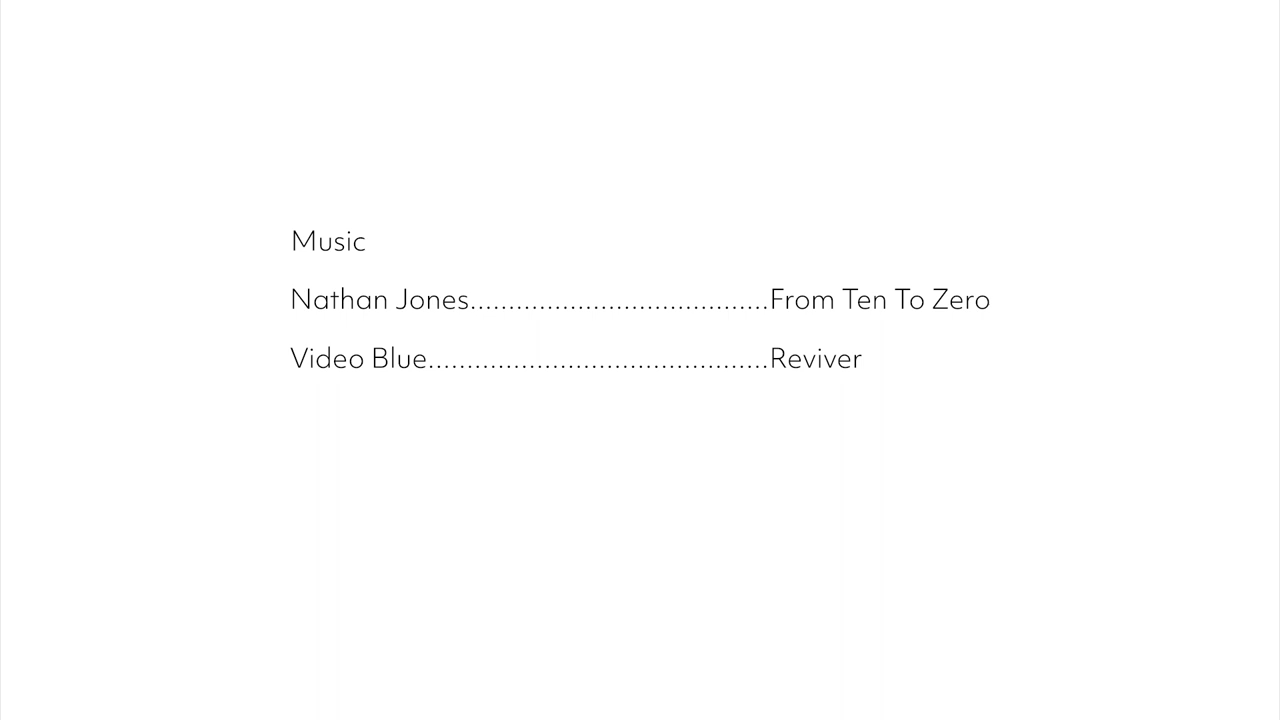 Music
Nathan Jones.......................................From Ten To Zero
Video Blue............................................Reviver